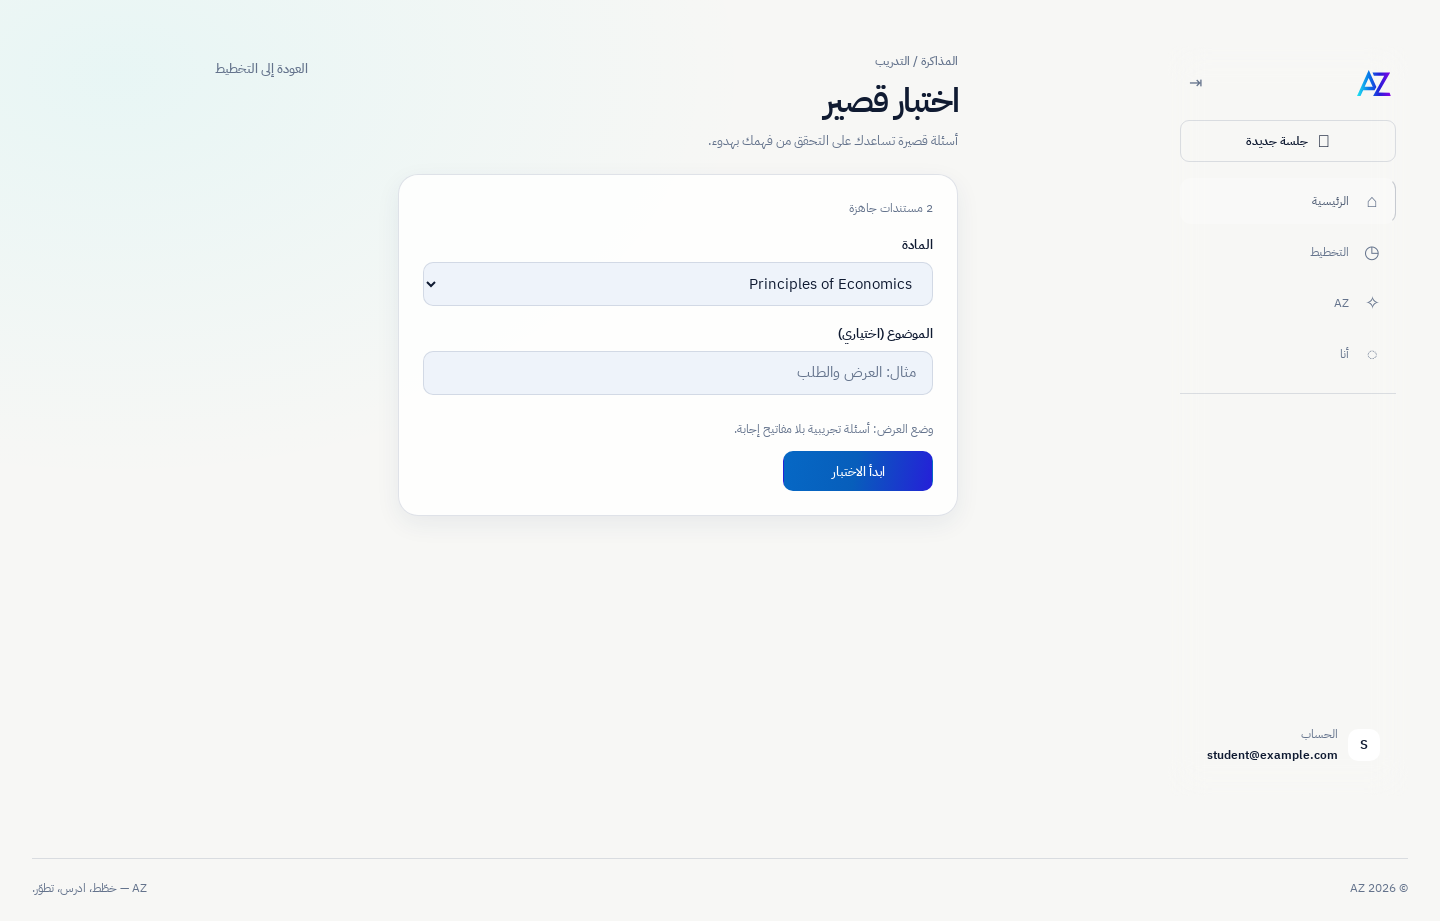 AZ
جلسة جديدة
الرئيسية
التخطيط
AZ
أنا
الحساب
S
student@example.com
المذاكرة / التدريب
العودة إلى التخطيط
اختبار قصير
أسئلة قصيرة تساعدك على التحقق من فهمك بهدوء.
2 مستندات جاهزة
المادة
Principles of Economics
الموضوع (اختياري)
مثال: العرض والطلب
وضع العرض: أسئلة تجريبية بلا مفاتيح إجابة.
ابدأ الاختبار
© 2026 AZ
AZ — خطّط، ادرس، تطوّر.